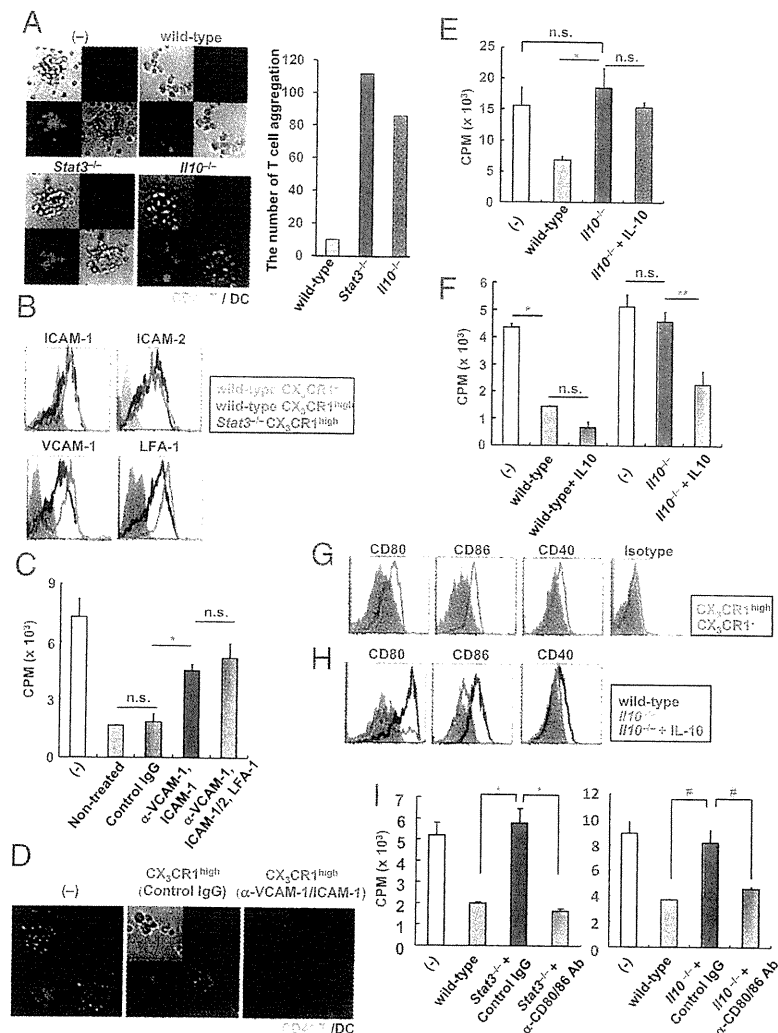 A
(–)
wild-type
Stat3–/–
Il10–/–
/ DC
The number of T cell aggregation
120
100
80
60
40
20
0
wild-type
Stat3–/–
Il10–/–
B
ICAM-1
ICAM-2
VCAM-1
LFA-1
wild-type CX3CR1-
wild-type CX3CR1high
Stat3–/– CX3CR1high
C
CPM (x 10³)
9
6
3
0
n.s.
*
n.s.
(–)
Non-treated
Control IgG
α-VCAM-1,
ICAM-1
α-VCAM-1,
ICAM-1/2, LFA-1
D
(–)
CX3CR1high
(Control IgG)
CX3CR1high
(α-VCAM-1/ICAM-1)
/DC
E
CPM (x 10³)
25
20
15
10
5
0
n.s.
*
n.s.
(–)
wild-type
Il10–/–
Il10–/– + IL-10
F
CPM (x 10³)
6
5
4
3
2
1
0
*
n.s.
n.s.
**
(–)
wild-type
wild-type+ IL10
(–)
Il10–/–
Il10–/– + IL10
G
CD80
CD86
CD40
Isotype
CX3CR1high
CX3CR1-
H
CD80
CD86
CD40
wild-type
Il10–/–
Il10–/– + IL-10
I
CPM (x 10³)
7
6
5
4
3
2
1
0
*
*
(–)
wild-type
Stat3–/– +
Control IgG
Stat3–/– +
α-CD80/86 Ab
12
10
8
6
4
2
0
#
#
(–)
wild-type
Il10–/– +
Control IgG
Il10–/– +
α-CD80/86 Ab